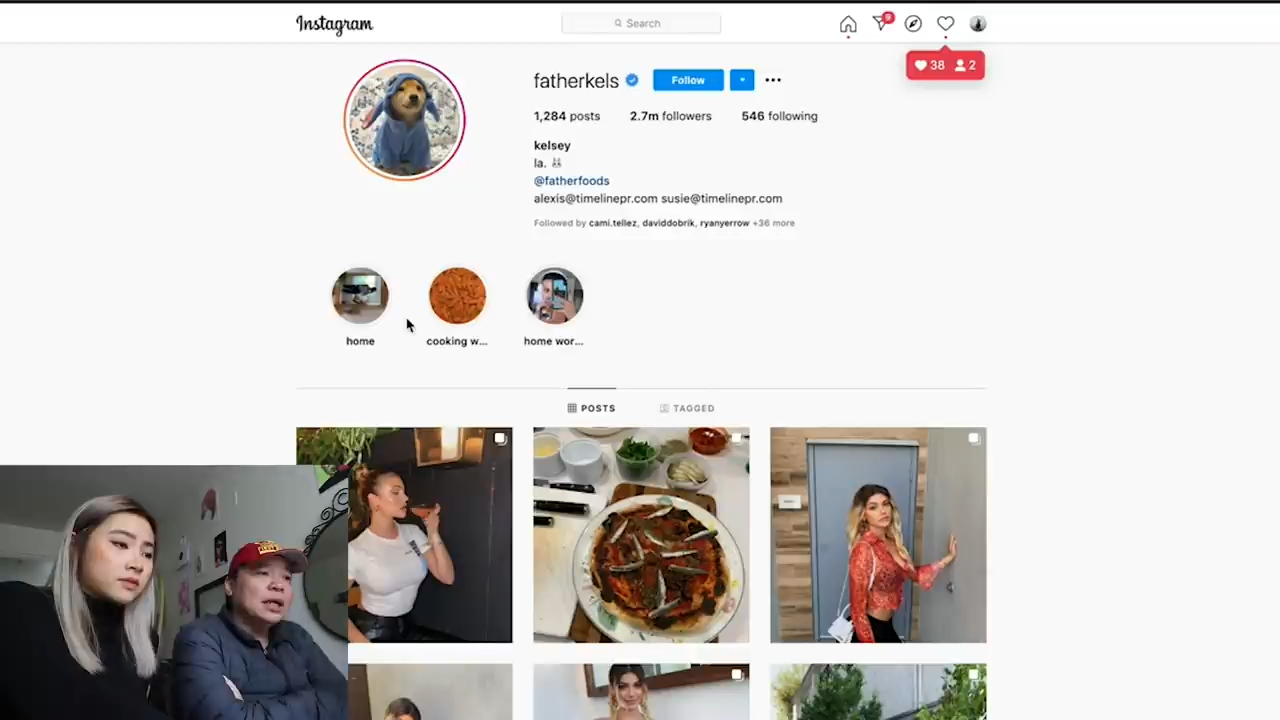 Instagram
Search
9
38 2
fatherkels
Follow
1,284 posts 2.7m followers 546 following
kelsey
la.
@fatherfoods
alexis@timelinepr.com susie@timelinepr.com
Followed by cami.tellez, daviddobrik, ryanyerrow +36 more
home cooking w... home wor...
POSTS TAGGED